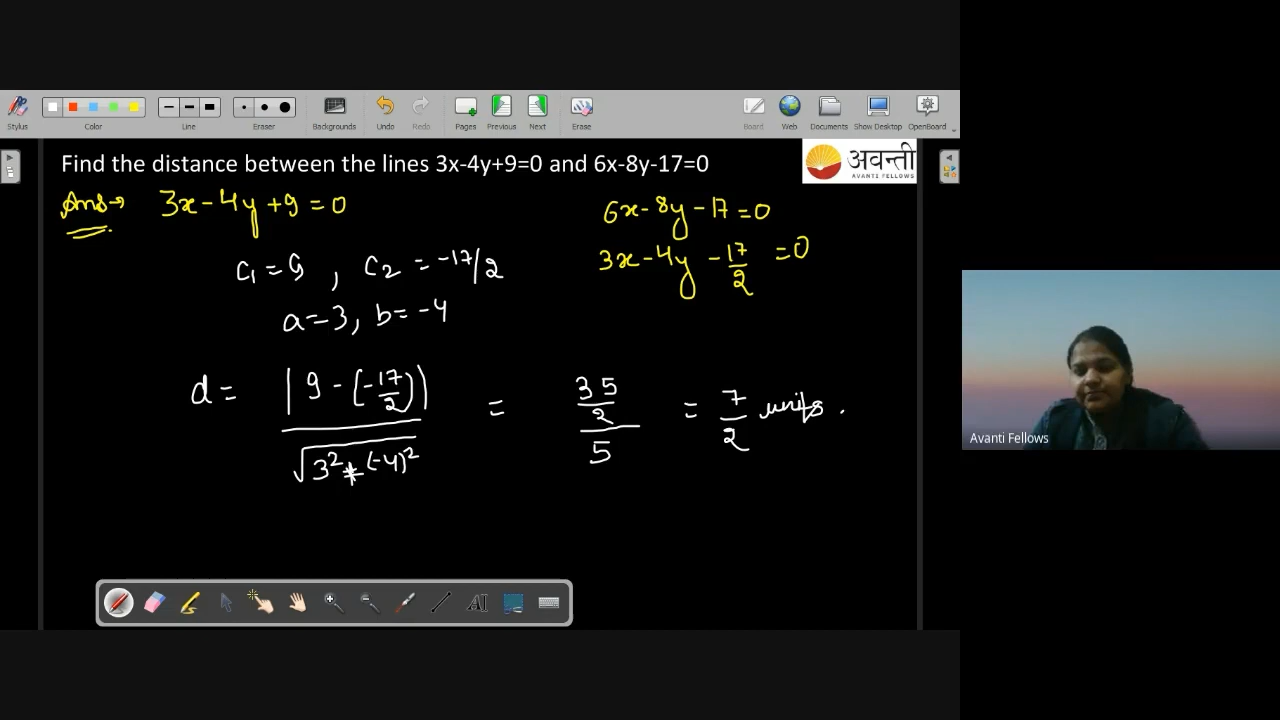 Stylus
Color
Line
Eraser
Backgrounds
Undo
Redo
Pages
Previous
Next
Erase
Board
Web
Documents
Show Desktop
OpenBoard
Find the distance between the lines 3x-4y+9=0 and 6x-8y-17=0
अवन्ती
AVANTI FELLOWS
Ans→ 3x-4y+9=0
6x-8y-17=0
3x-4y-17/2=0
c₁=9, c₂=-17/2
a=3, b=-4
d= |9-(-17/2)|/√3²+(-4)² = 35/2/5 = 7/2 units.
Avanti Fellows
AI